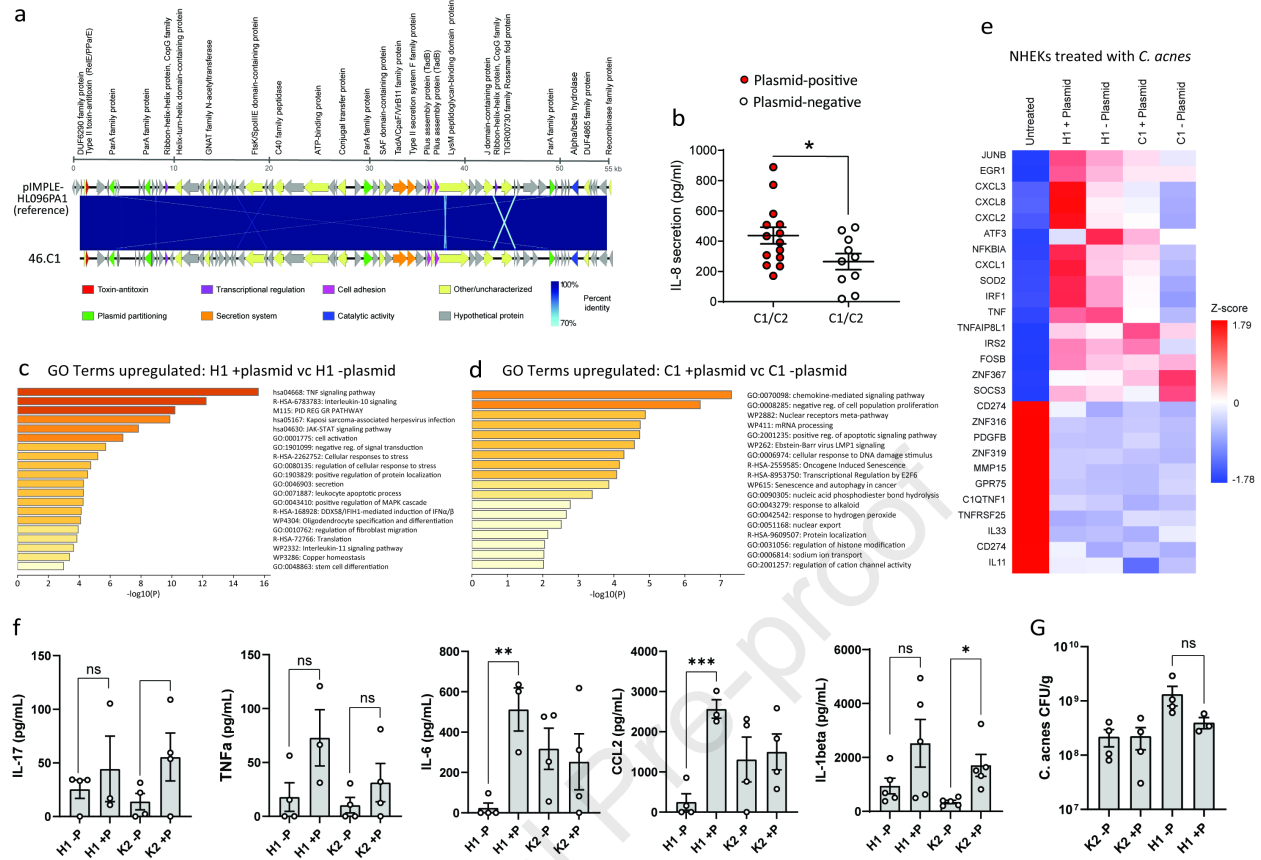 a
DUF6290 family protein
Type II toxin-antitoxin (RelE/PParE)
ParA family protein
ParA family protein
Ribbon-helix-helix protein, CopG family
Helix-turn-helix domain-containing protein
GNAT family N-acetyltransferase
FtsK/SpoIIIE domain-containing protein
C40 family peptidase
ATP-binding protein
Conjugal transfer protein
ParA family protein
SAF domain-containing protein
TadA/CpaF/VirB11 family protein
Type II secretion system F family protein
Pilus assembly protein (TadB)
Pilus assembly protein (TadB)
LysM peptidoglycan-binding domain protein
J domain-containing protein
Ribbon-helix-helix protein, CopG family
TIGR00730 family Rossman fold protein
ParA family protein
Alpha/beta hydrolase
DUF4865 family protein
Recombinase family protein
0 10 20 30 40 50 55 kb
pIMPLE-
HL096PA1
(reference)
46.C1
Toxin-antitoxin
Transcriptional regulation
Cell adhesion
Other/uncharacterized
Plasmid partitioning
Secretion system
Catalytic activity
Hypothetical protein
100%
70%
Percent
identity
Plasmid-positive
Plasmid-negative
b
IL-8 secretion (pg/ml)
1000
800
600
400
200
0
*
C1/C2 C1/C2
c GO Terms upregulated: H1 +plasmid vc H1 -plasmid
hsa04668: TNF signaling pathway
R-HSA-6783783: Interleukin-10 signaling
M115: PID REG GR PATHWAY
hsa05167: Kaposi sarcoma-associated herpesvirus infection
hsa04630: JAK-STAT signaling pathway
GO:0001775: cell activation
GO:1901099: negative reg. of signal transduction
R-HSA-2262752: Cellular responses to stress
GO:0080135: regulation of cellular response to stress
GO:1903829: positive regulation of protein localization
GO:0046903: secretion
GO:0071887: leukocyte apoptotic process
GO:0043410: positive regulation of MAPK cascade
R-HSA-168928: DDX58/IFIH1-mediated induction of IFNα/β
WP4304: Oligodendrocyte specification and differentiation
GO:0010762: regulation of fibroblast migration
R-HSA-72766: Translation
WP2332: Interleukin-11 signaling pathway
WP3286: Copper homeostasis
GO:0048863: stem cell differentiation
0 2 4 6 8 10 12 14 16
-log10(P)
d GO Terms upregulated: C1 +plasmid vc C1 -plasmid
GO:0070098: chemokine-mediated signaling pathway
GO:0008285: negative reg. of cell population proliferation
WP2882: Nuclear receptors meta-pathway
WP411: mRNA processing
GO:2001235: positive reg. of apoptotic signaling pathway
WP262: Ebstein-Barr virus LMP1 signaling
GO:0006974: cellular response to DNA damage stimulus
R-HSA-2559585: Oncogene Induced Senescence
R-HSA-8953750: Transcriptional Regulation by E2F6
WP615: Senescence and autophagy in cancer
GO:0090305: nucleic acid phosphodiester bond hydrolysis
GO:0043279: response to alkaloid
GO:0042542: response to hydrogen peroxide
GO:0051168: nuclear export
R-HSA-9609507: Protein localization
GO:0031056: regulation of histone modification
GO:0006814: sodium ion transport
GO:2001257: regulation of cation channel activity
0 1 2 3 4 5 6 7
-log10(P)
e
NHEKs treated with C. acnes
Untreated
H1 + Plasmid
H1 - Plasmid
C1 + Plasmid
C1 - Plasmid
JUNB
EGR1
CXCL3
CXCL8
CXCL2
ATF3
NFKBIA
CXCL1
SOD2
IRF1
TNF
TNFAIP8L1
IRS2
FOSB
ZNF367
SOCS3
CD274
ZNF316
PDGFB
ZNF319
MMP15
GPR75
C1QTNF1
TNFRSF25
IL33
CD274
IL11
Z-score
1.79
0
-1.78
f
IL-17 (pg/mL)
150
100
50
0
ns
H1 -P
H1 +P
K2 -P
K2 +P
TNFa (pg/mL)
150
100
50
0
ns
ns
H1 -P
H1 +P
K2 -P
K2 +P
IL-6 (pg/mL)
800
600
400
200
0
**
H1 -P
H1 +P
K2 -P
K2 +P
CCL2 (pg/mL)
4000
3000
2000
1000
0
***
H1 -P
H1 +P
K2 -P
K2 +P
IL-1beta (pg/mL)
6000
4000
2000
0
ns
*
H1 -P
H1 +P
K2 -P
K2 +P
G
C. acnes CFU/g
10¹⁰
10⁹
10⁸
10⁷
ns
K2 -P
K2 +P
H1 -P
H1 +P
l Pre-proof